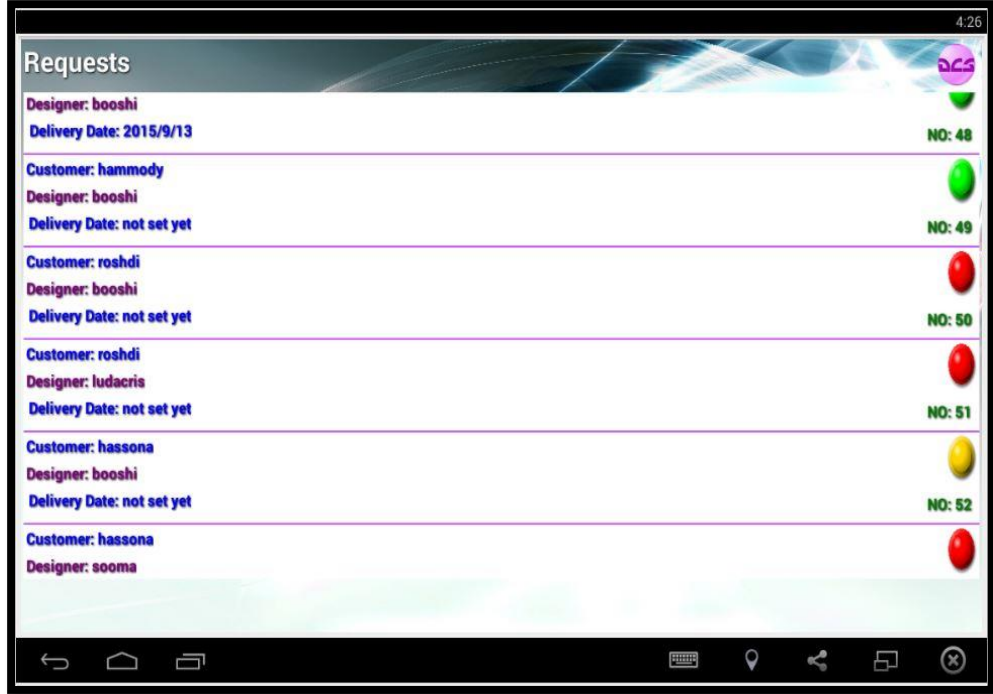 4:26
Requests
DCS
Designer: booshi
Delivery Date: 2015/9/13
NO: 48
Customer: hammody
Designer: booshi
Delivery Date: not set yet
NO: 49
Customer: roshdi
Designer: booshi
Delivery Date: not set yet
NO: 50
Customer: roshdi
Designer: ludacris
Delivery Date: not set yet
NO: 51
Customer: hassona
Designer: booshi
Delivery Date: not set yet
NO: 52
Customer: hassona
Designer: sooma